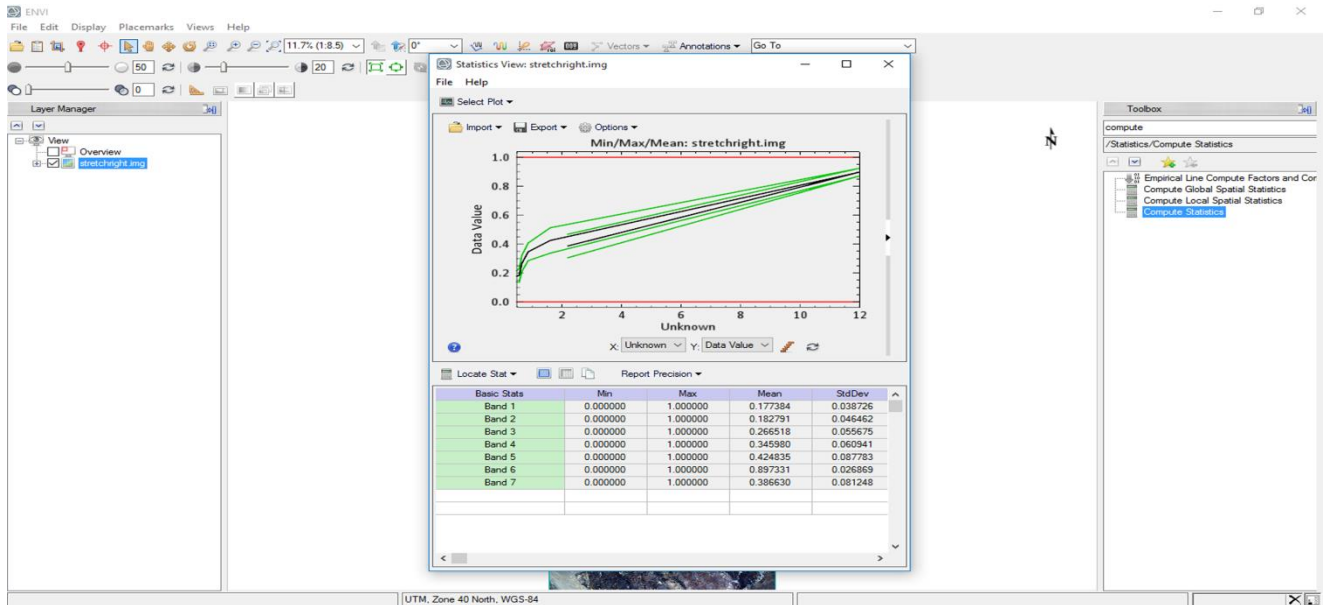 ENVI
File Edit Display Placemarks Views Help
11.7% (1:8.5) 0° Vectors Annotations Go To
50 20
0
Layer Manager
View
Overview
stretchright.img
Statistics View: stretchright.img
File Help
Select Plot
Import Export Options
Min/Max/Mean: stretchright.img
1.0
0.8
0.6
0.4
0.2
0.0
Data Value
2 4 6 8 10 12
Unknown
X: Unknown Y: Data Value
Locate Stat Report Precision
Basic Stats Min Max Mean StdDev
Band 1 0.000000 1.000000 0.177384 0.038726
Band 2 0.000000 1.000000 0.182791 0.046462
Band 3 0.000000 1.000000 0.266518 0.055675
Band 4 0.000000 1.000000 0.345980 0.060941
Band 5 0.000000 1.000000 0.424835 0.087783
Band 6 0.000000 1.000000 0.897331 0.026869
Band 7 0.000000 1.000000 0.386630 0.081248
N
Toolbox
compute
/Statistics/Compute Statistics
Empirical Line Compute Factors and Cor
Compute Global Spatial Statistics
Compute Local Spatial Statistics
Compute Statistics
UTM, Zone 40 North, WGS-84